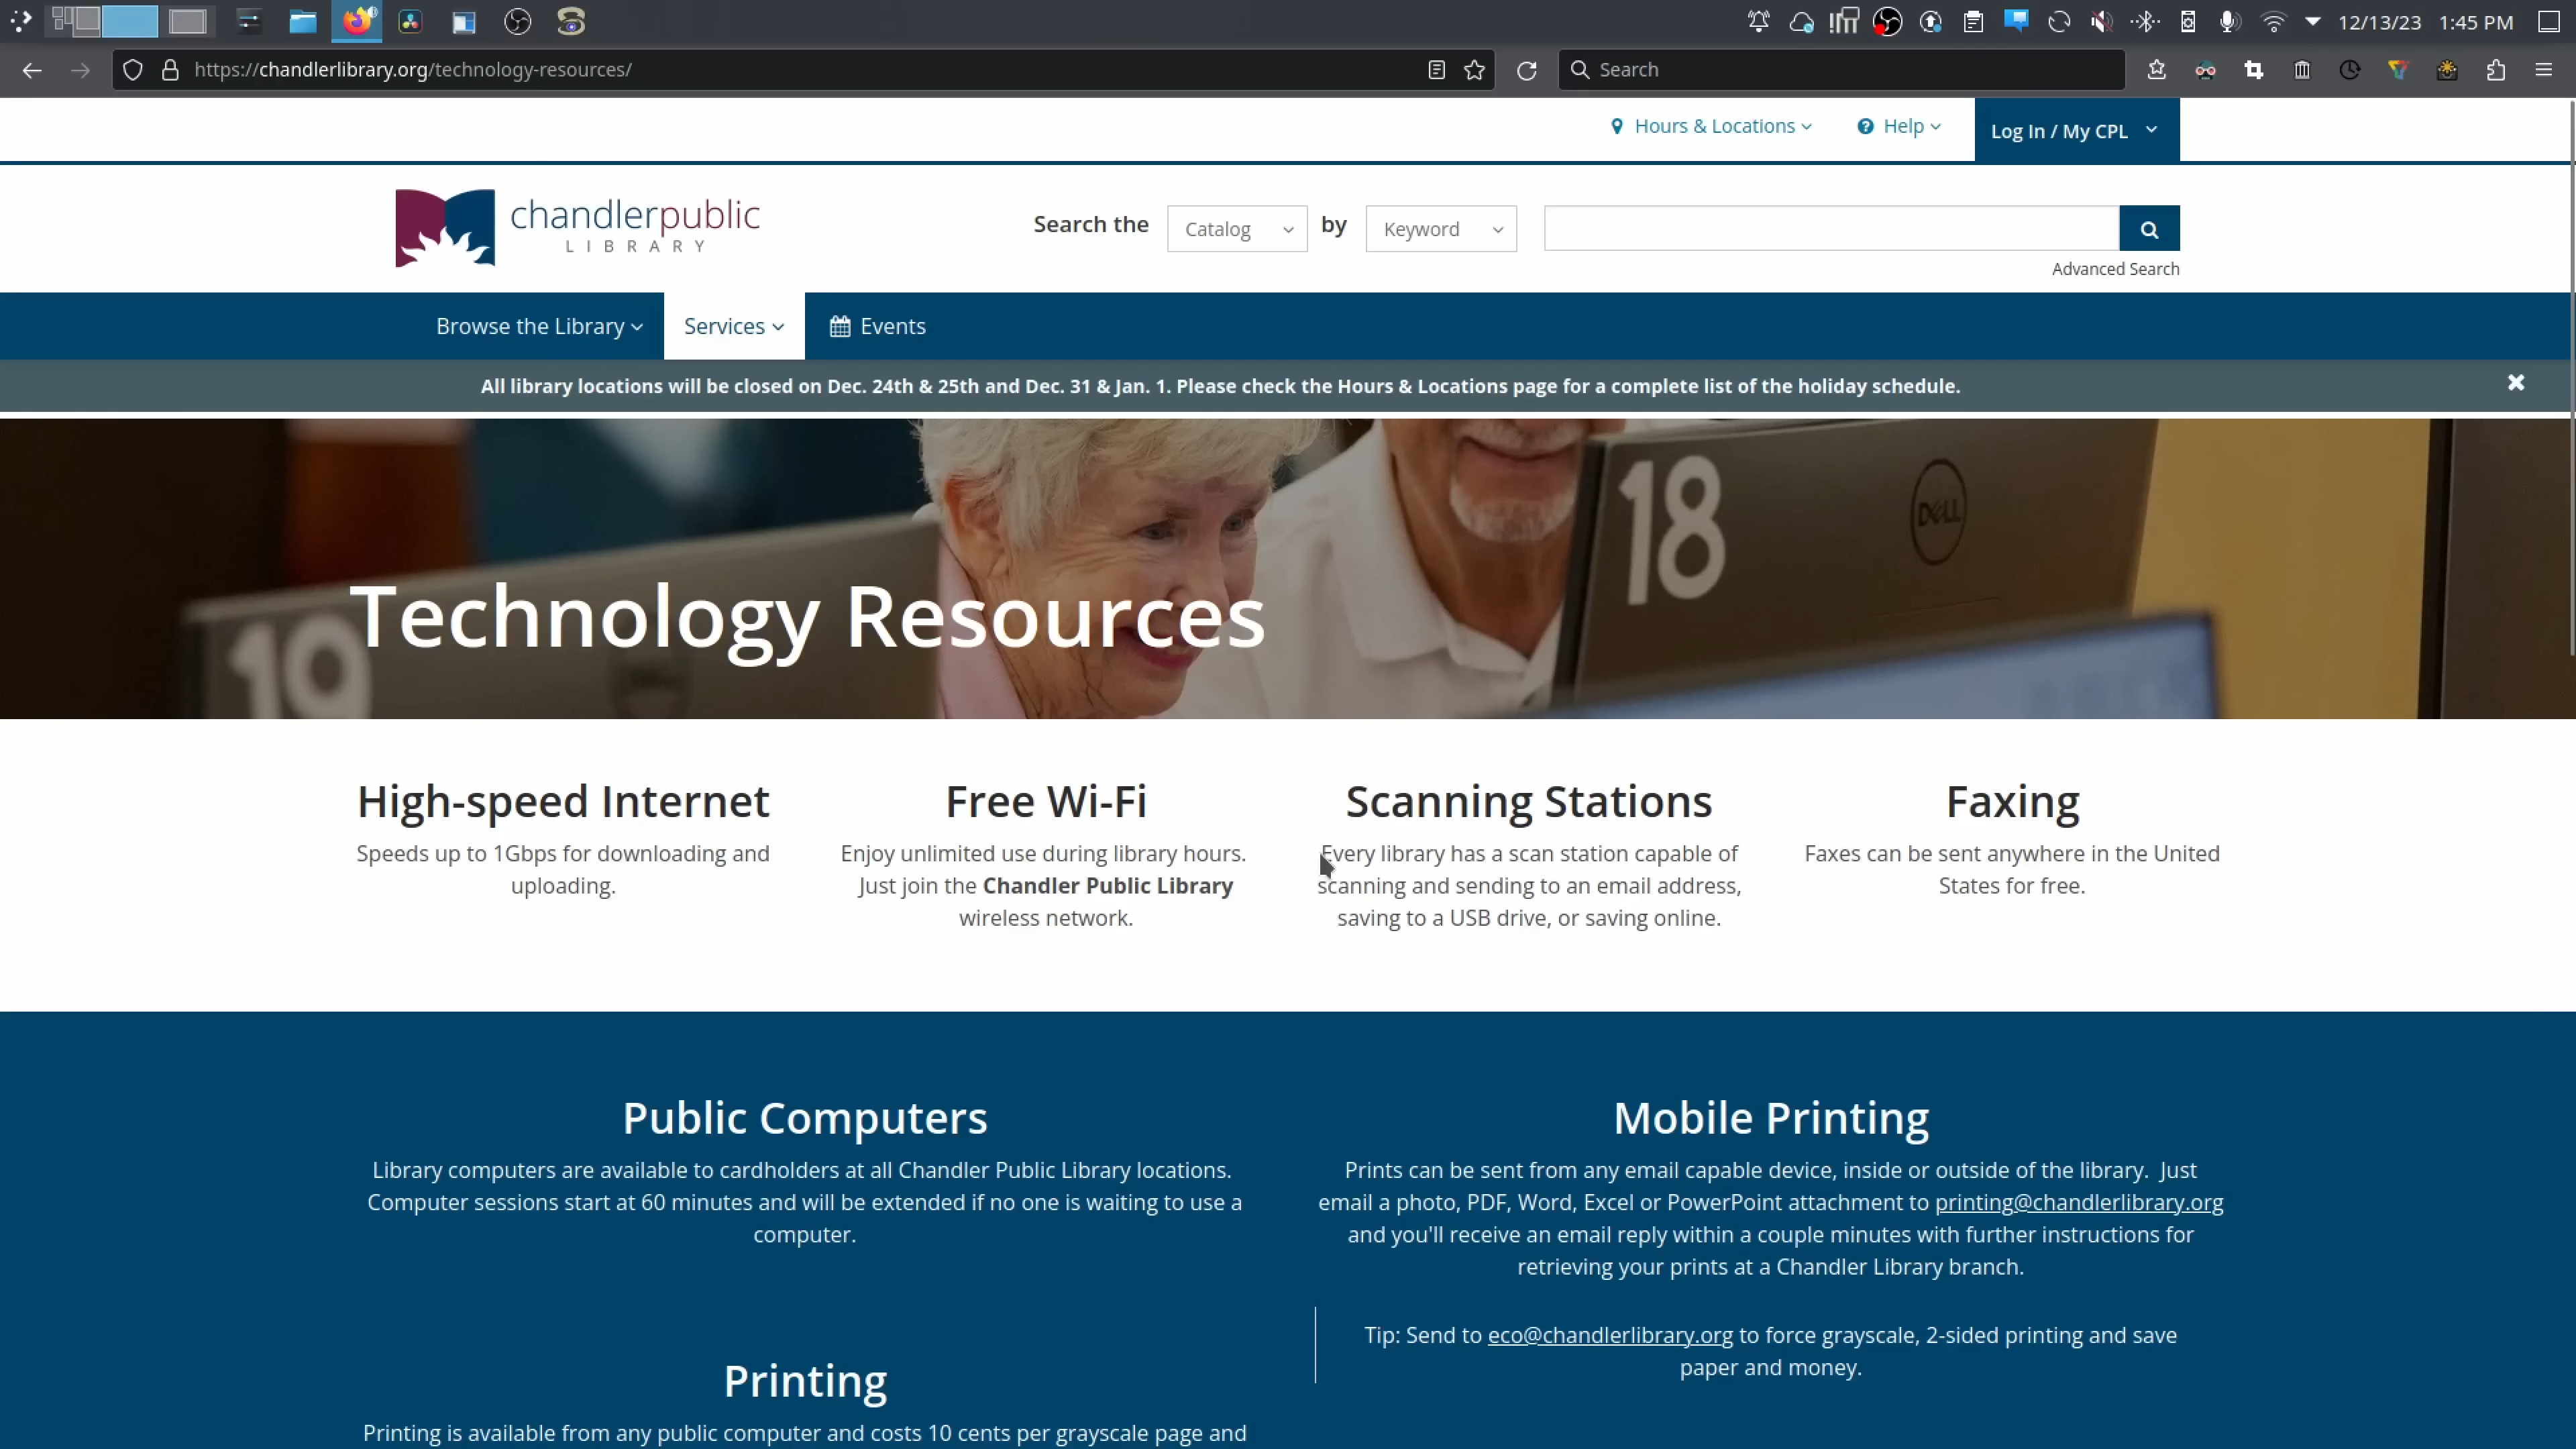 12/13/23 1:45 PM
https://chandlerlibrary.org/technology-resources/
Search
Hours & Locations
Help
Log In / My CPL
chandlerpublic
LIBRARY
Search the
Catalog
by
Keyword
Advanced Search
Browse the Library
Services
Events
All library locations will be closed on Dec. 24th & 25th and Dec. 31 & Jan. 1. Please check the Hours & Locations page for a complete list of the holiday schedule.
18
DELL
19
Technology Resources
High-speed Internet
Speeds up to 1Gbps for downloading and
uploading.
Free Wi-Fi
Enjoy unlimited use during library hours.
Just join the Chandler Public Library
wireless network.
Scanning Stations
Every library has a scan station capable of
scanning and sending to an email address,
saving to a USB drive, or saving online.
Faxing
Faxes can be sent anywhere in the United
States for free.
Public Computers
Library computers are available to cardholders at all Chandler Public Library locations.
Computer sessions start at 60 minutes and will be extended if no one is waiting to use a
computer.
Printing
Printing is available from any public computer and costs 10 cents per grayscale page and
Mobile Printing
Prints can be sent from any email capable device, inside or outside of the library. Just
email a photo, PDF, Word, Excel or PowerPoint attachment to printing@chandlerlibrary.org
and you'll receive an email reply within a couple minutes with further instructions for
retrieving your prints at a Chandler Library branch.
Tip: Send to eco@chandlerlibrary.org to force grayscale, 2-sided printing and save
paper and money.